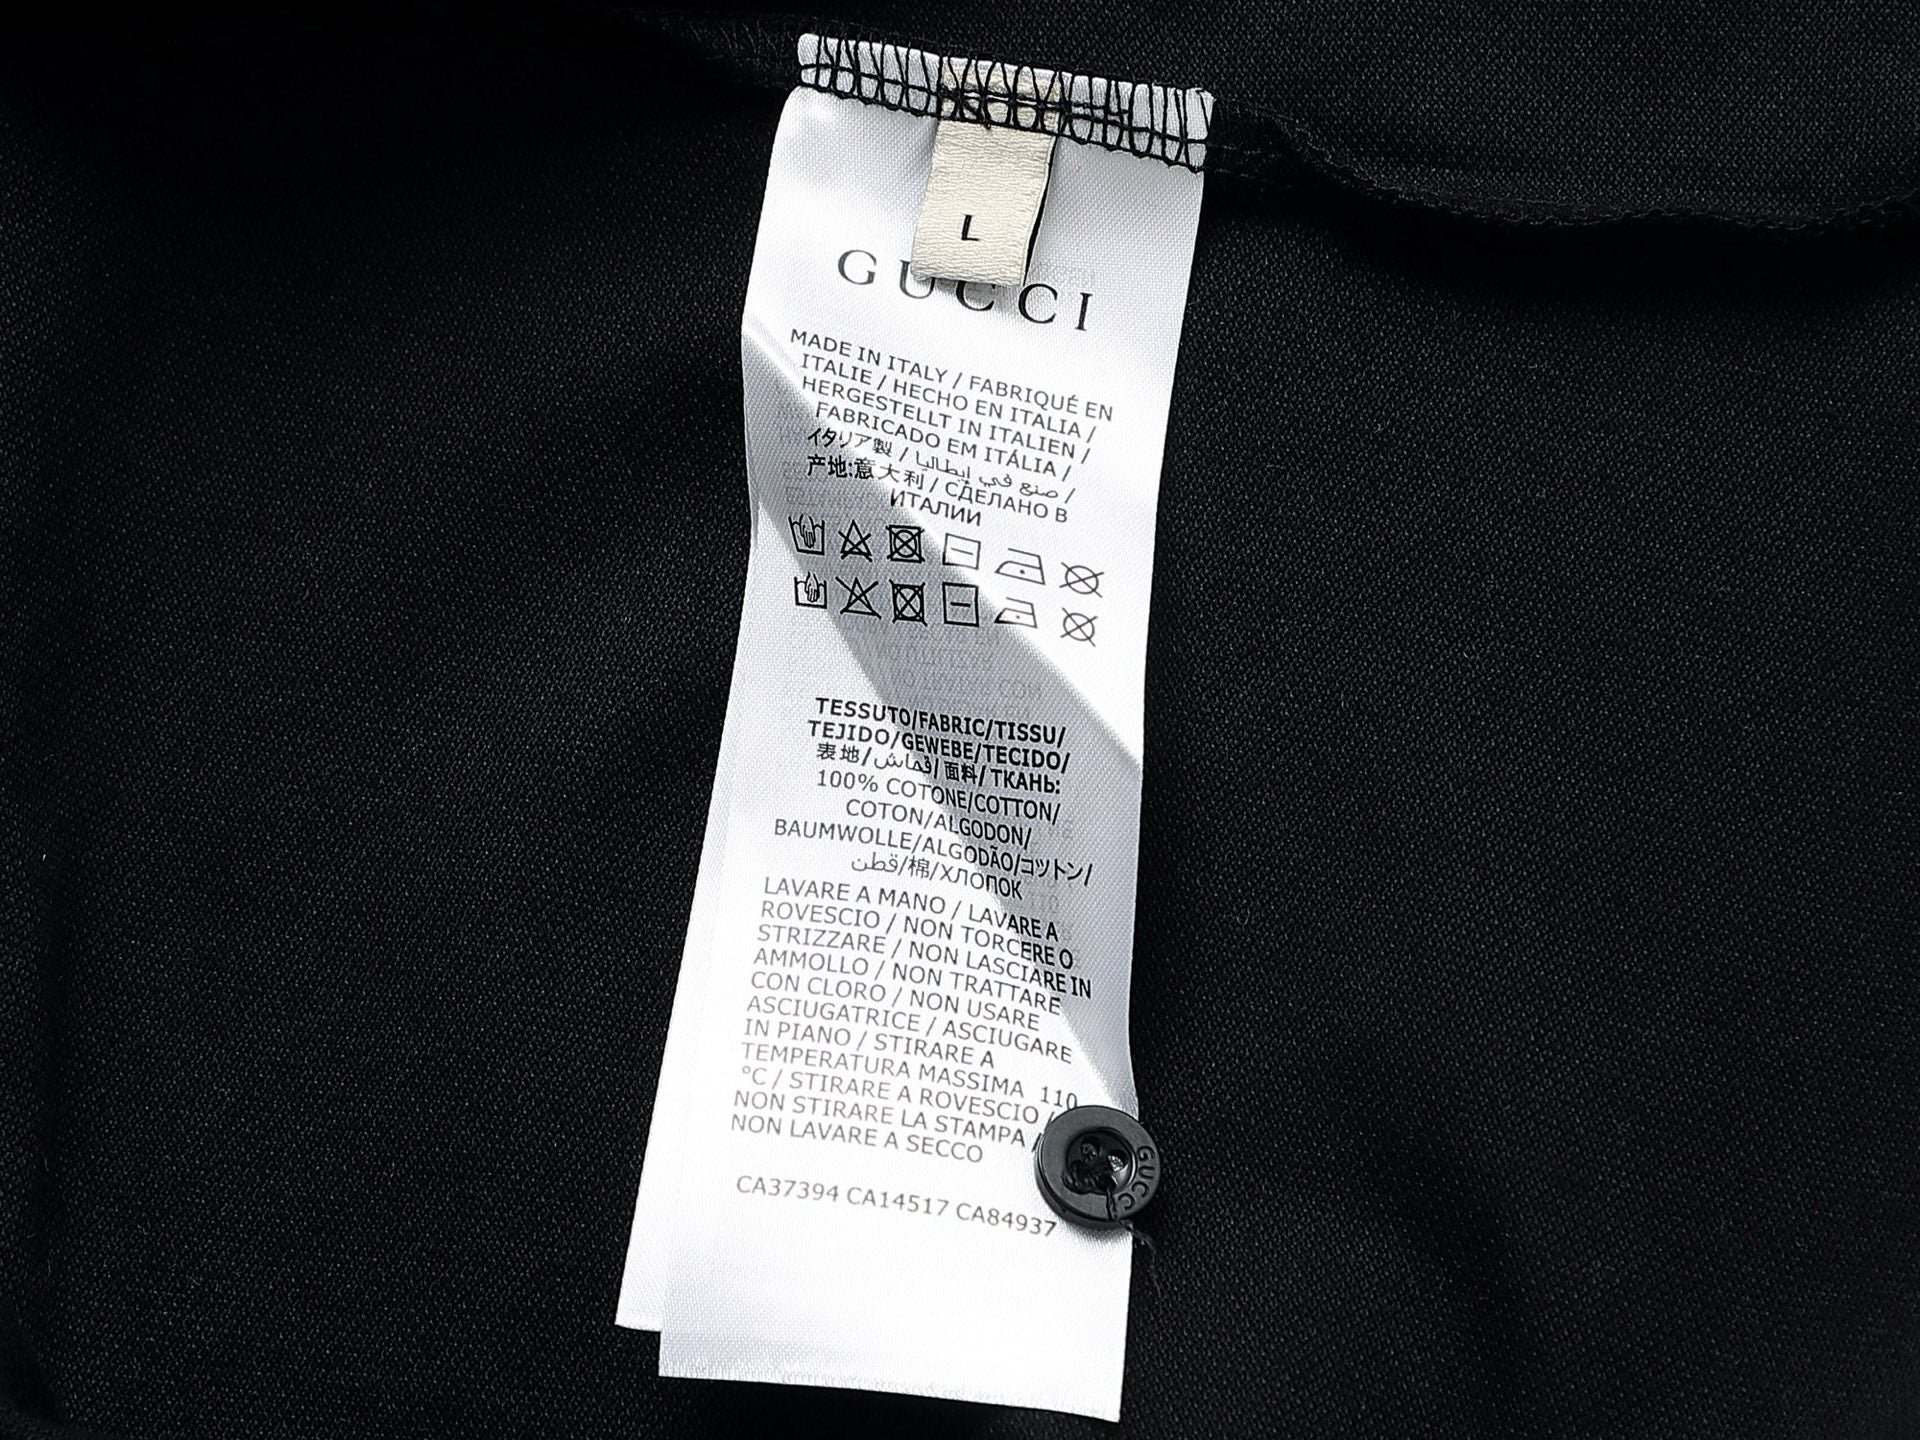 L
GUCCI
MADE IN ITALY / FABRIQUÉ EN
ITALIE / HECHO EN ITALIA /
HERGESTELLT IN ITALIEN /
FABRICADO EM ITÁLIA /
イタリア製 / صنع في إيطاليا /
产地:意大利 / СДЕЛАНО В
ИТАЛИИ
TESSUTO/FABRIC/TISSU/
TEJIDO/GEWEBE/TECIDO/
表地/قماش/面料/ТКАНЬ:
100% COTONE/COTTON/
COTON/ALGODON/
BAUMWOLLE/ALGODÃO/コットン/
قطن/棉/ХЛОПОК
LAVARE A MANO / LAVARE A
ROVESCIO / NON TORCERE O
STRIZZARE / NON LASCIARE IN
AMMOLLO / NON TRATTARE
CON CLORO / NON USARE
ASCIUGATRICE / ASCIUGARE
IN PIANO / STIRARE A
TEMPERATURA MASSIMA 110
°C / STIRARE A ROVESCIO /
NON STIRARE LA STAMPA /
NON LAVARE A SECCO
CA37394 CA14517 CA84937
GUCCI